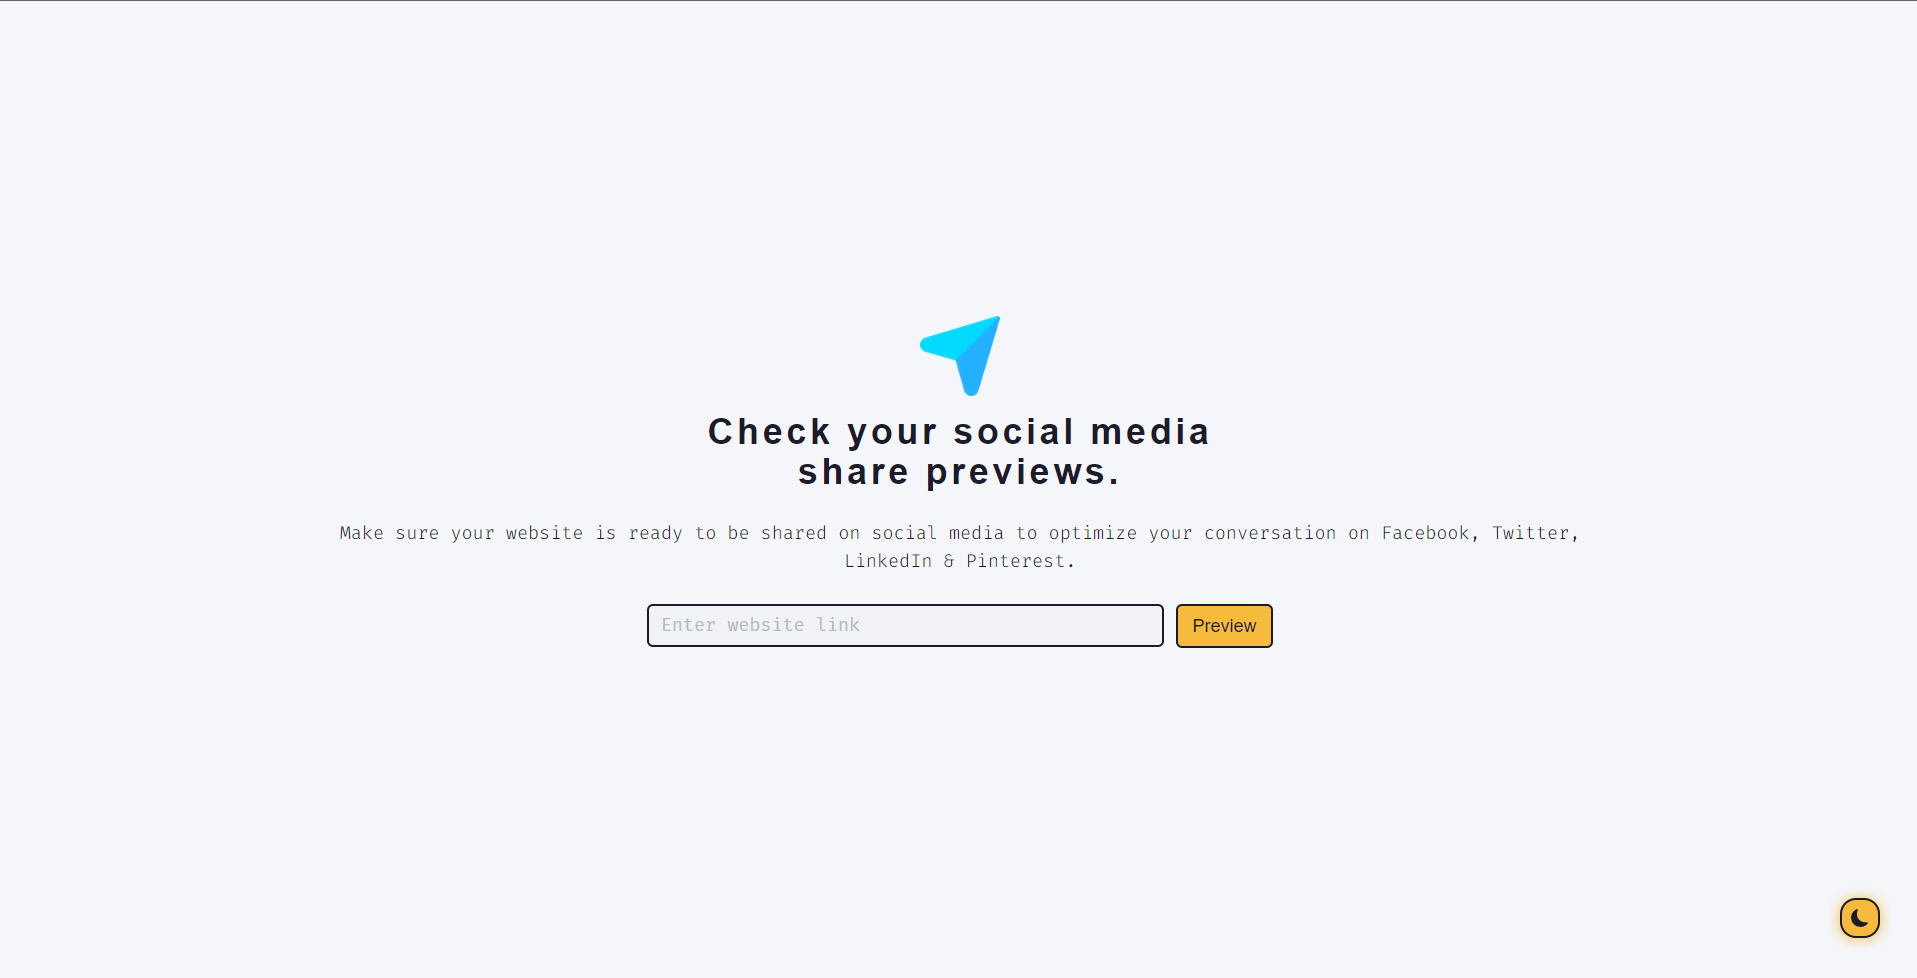 Check your social media
share previews.
Make sure your website is ready to be shared on social media to optimize your conversation on Facebook, Twitter,
LinkedIn & Pinterest.
Enter website link
Preview